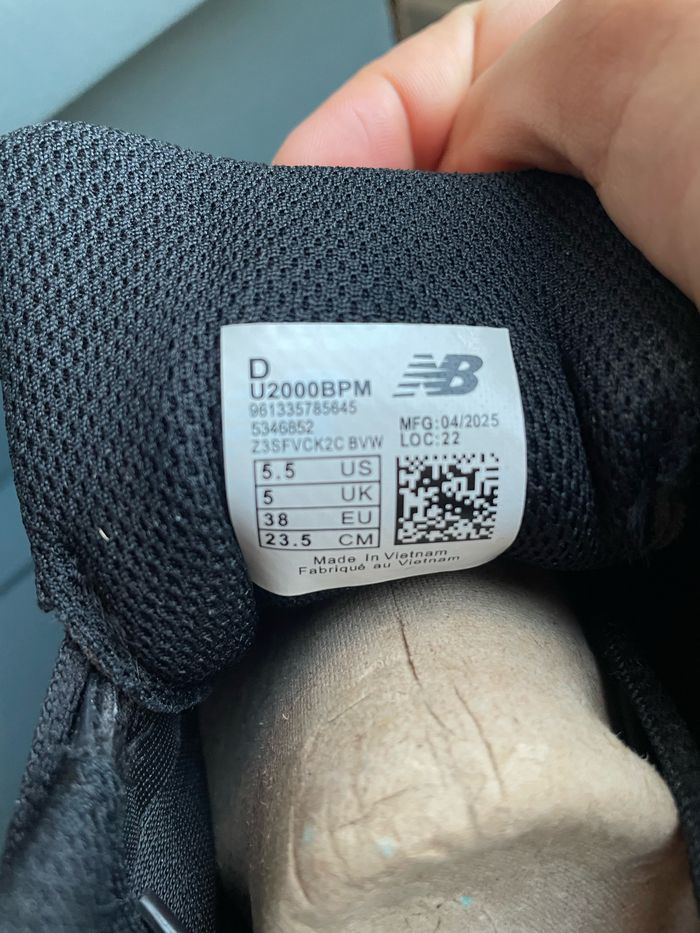 D
U2000BPM
961335785645
5346852
Z3SFVCK2C BVW
NB
MFG:04/2025
LOC:22
5.5 US
5 UK
38 EU
23.5 CM
Made In Vietnam
Fabriqué au Vietnam